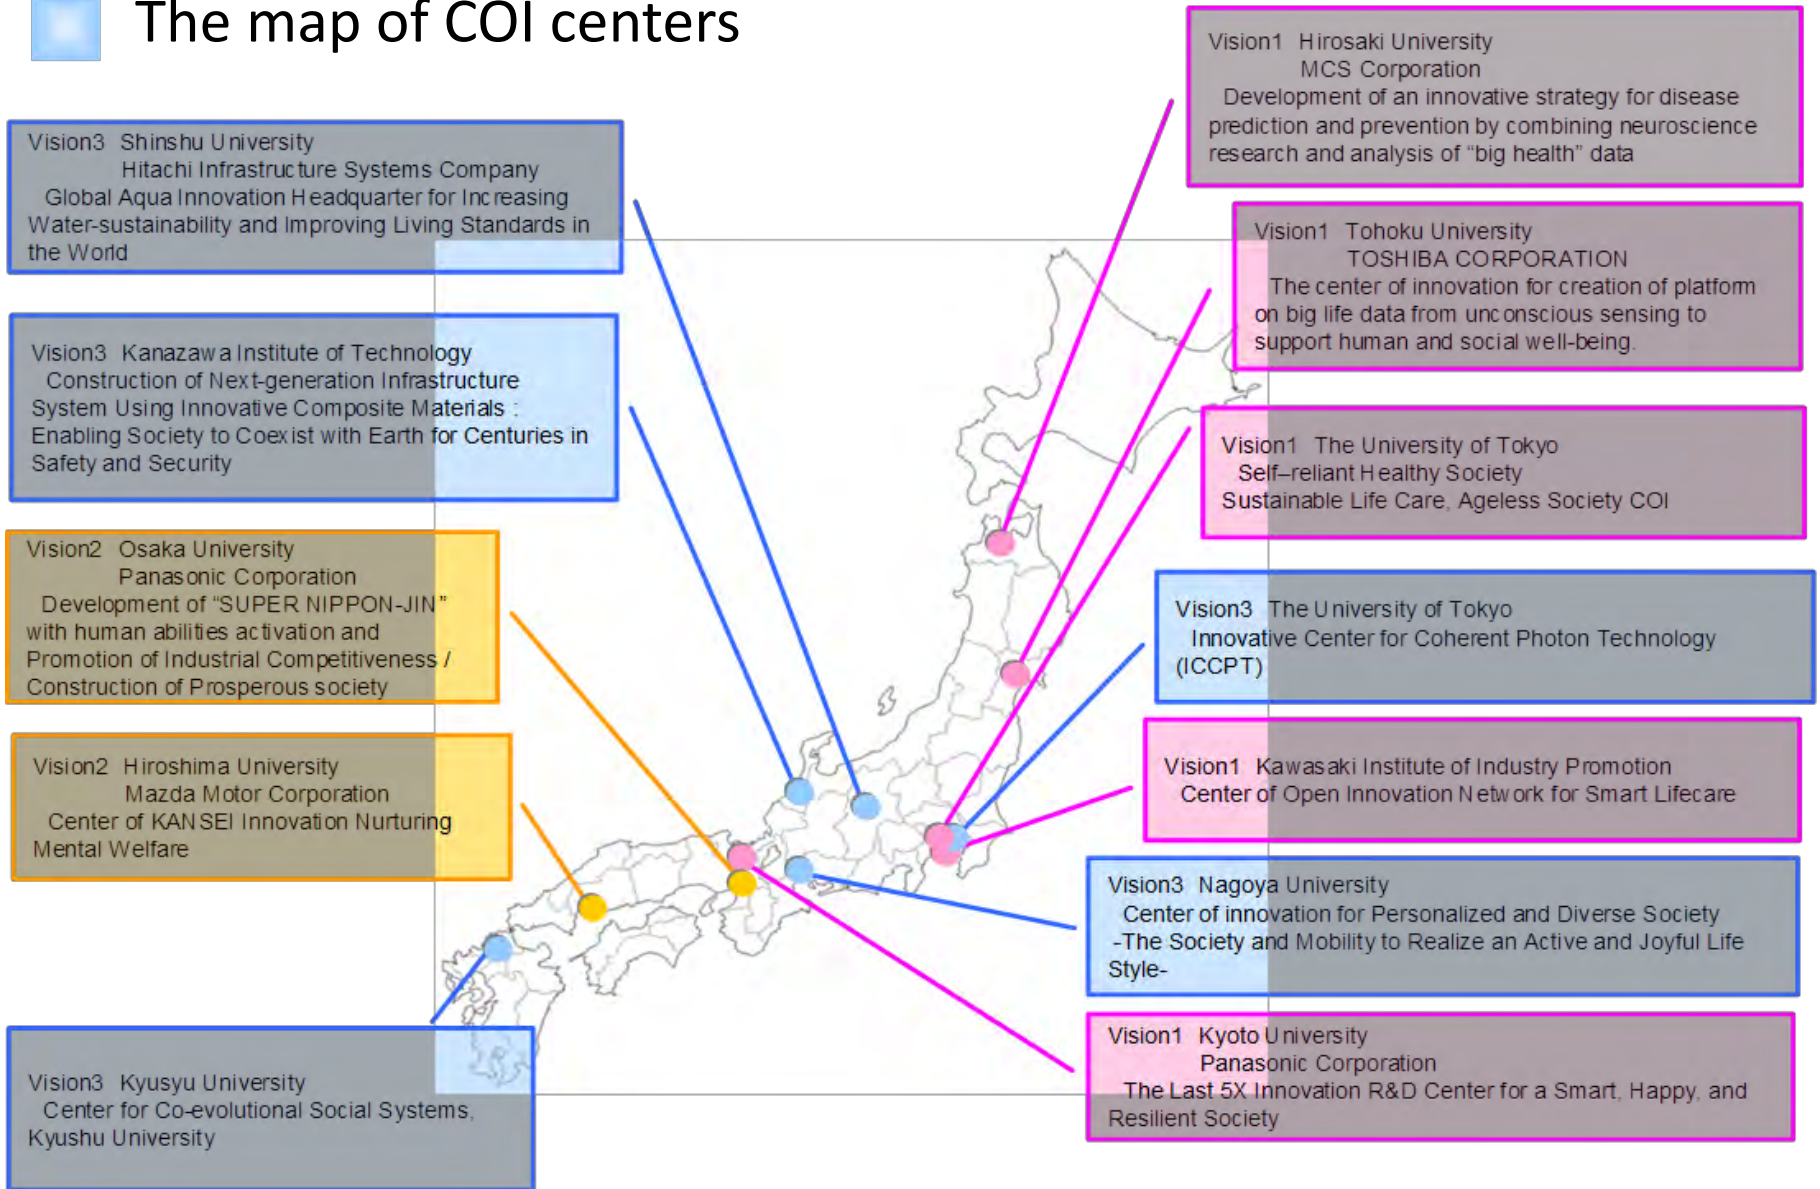 The map of COI centers
Vision3 Shinshu University
Hitachi Infrastructure Systems Company
Global Aqua Innovation Headquarter for Increasing
Water-sustainability and Improving Living Standards in
the World
Vision3 Kanazawa Institute of Technology
Construction of Next-generation Infrastructure
System Using Innovative Composite Materials :
Enabling Society to Coexist with Earth for Centuries in
Safety and Security
Vision2 Osaka University
Panasonic Corporation
Development of “SUPER NIPPON-JIN”
with human abilities activation and
Promotion of Industrial Competitiveness /
Construction of Prosperous society
Vision2 Hiroshima University
Mazda Motor Corporation
Center of KANSEI Innovation Nurturing
Mental Welfare
Vision3 Kyusyu University
Center for Co-evolutional Social Systems,
Kyushu University
Vision1 Hirosaki University
MCS Corporation
Development of an innovative strategy for disease
prediction and prevention by combining neuroscience
research and analysis of “big health” data
Vision1 Tohoku University
TOSHIBA CORPORATION
The center of innovation for creation of platform
on big life data from unconscious sensing to
support human and social well-being.
Vision1 The University of Tokyo
Self–reliant Healthy Society
Sustainable Life Care, Ageless Society COI
Vision3 The University of Tokyo
Innovative Center for Coherent Photon Technology
(ICCPT)
Vision1 Kawasaki Institute of Industry Promotion
Center of Open Innovation Network for Smart Lifecare
Vision3 Nagoya University
Center of innovation for Personalized and Diverse Society
-The Society and Mobility to Realize an Active and Joyful Life
Style-
Vision1 Kyoto University
Panasonic Corporation
The Last 5X Innovation R&D Center for a Smart, Happy, and
Resilient Society